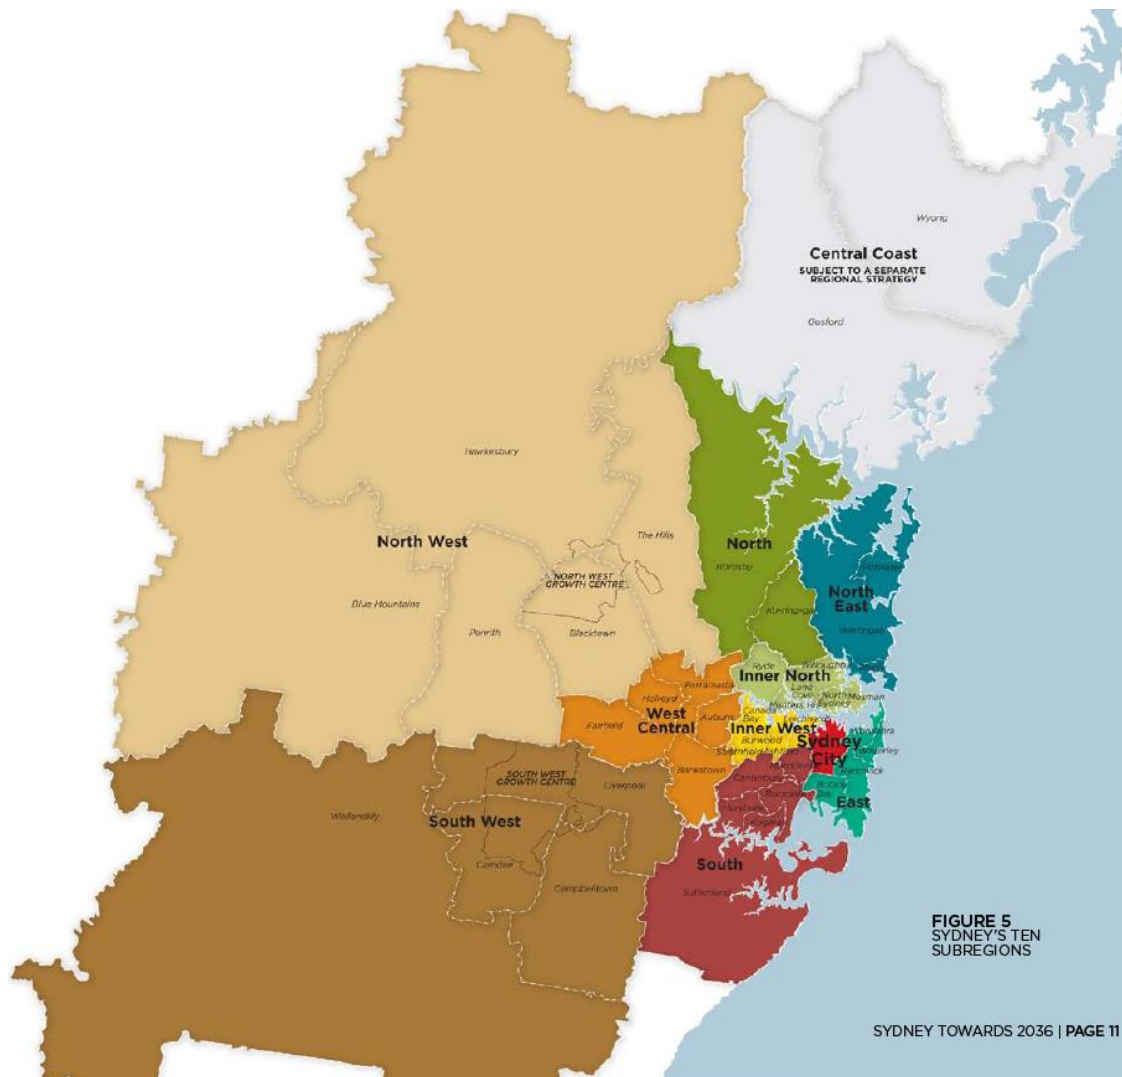 Wyong
Central Coast
SUBJECT TO A SEPARATE
REGIONAL STRATEGY
Gosford
Hawkesbury
The Hills
North West
North
Hornsby
NORTH WEST
GROWTH CENTRE
Pittwater
North
East
Blue Mountains
Penrith
Blacktown
Ku-ring-gai
Warringah
Ryde
Willoughby
Inner North
Parramatta
Lane
Cove
North
Sydney
Mosman
Hunters Hill
Holroyd
West
Central
Auburn
Canada
Bay
Leichhardt
Fairfield
Inner West
Burwood
Strathfield
Ashfield
Sydney
City
Woollahra
Waverley
Randwick
Marrickville
Bankstown
Canterbury
Botany
Bay
East
SOUTH WEST
GROWTH CENTRE
Liverpool
Rockdale
Hurstville
Kogarah
Wollondilly
South West
Camden
Campbelltown
South
Sutherland
FIGURE 5
SYDNEY'S TEN
SUBREGIONS
SYDNEY TOWARDS 2036 | PAGE 11